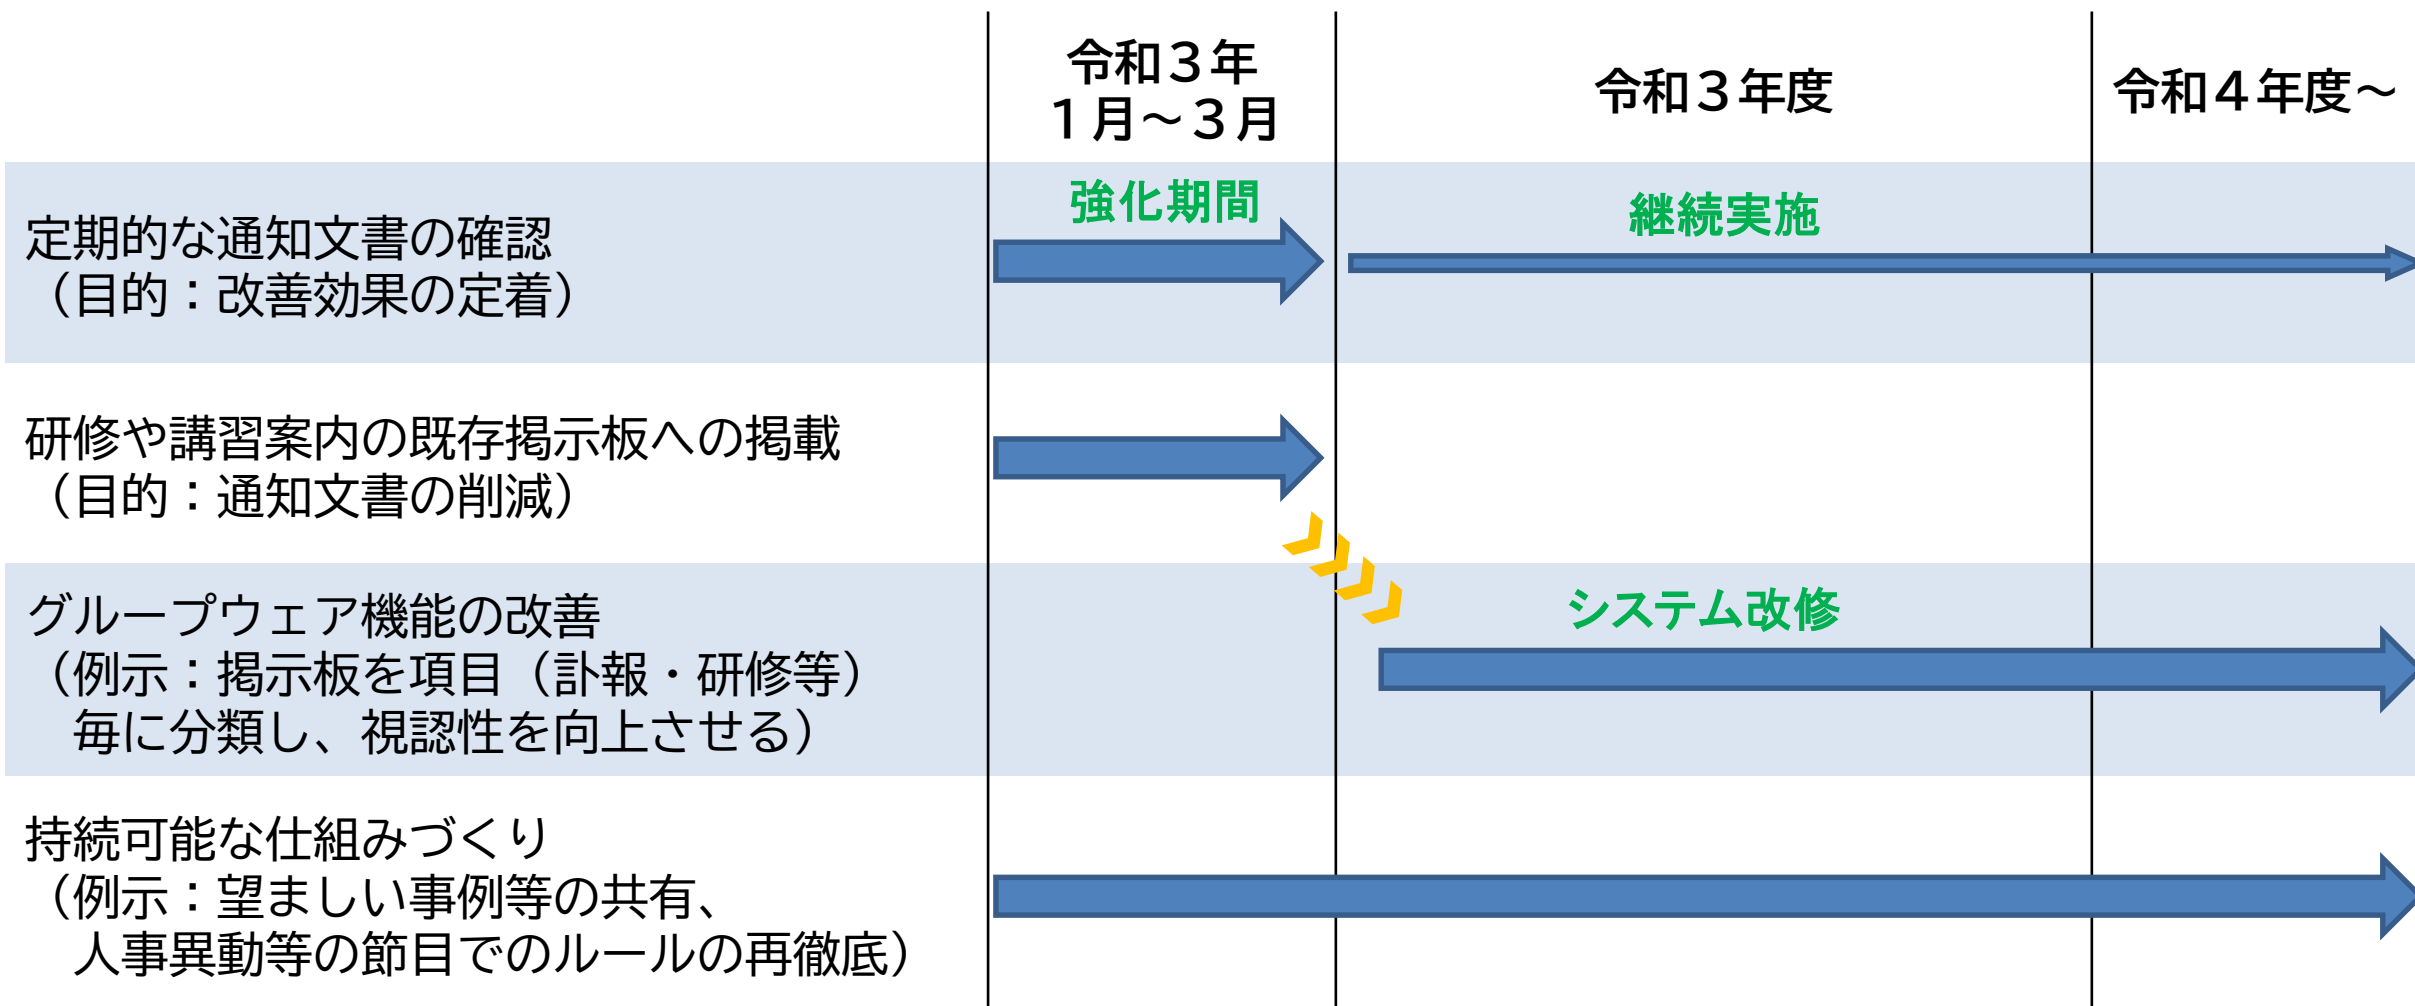 令和３年
１月～３月
令和３年度
令和４年度～
強化期間
継続実施
定期的な通知文書の確認
（目的：改善効果の定着）
研修や講習案内の既存掲示板への掲載
（目的：通知文書の削減）
システム改修
グループウェア機能の改善
（例示：掲示板を項目（訃報・研修等）
毎に分類し、視認性を向上させる）
持続可能な仕組みづくり
（例示：望ましい事例等の共有、
人事異動等の節目でのルールの再徹底）